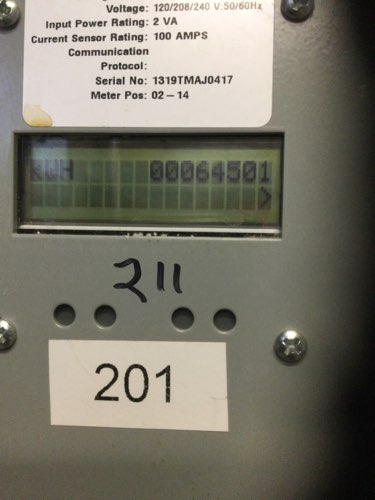 Voltage: 120/208/240 V.50/60Hz
Input Power Rating: 2 VA
Current Sensor Rating: 100 AMPS
Communication
Protocol:
Serial No: 1319TMAJ0417
Meter Pos: 02-14
KWH 00064501
>
211
201